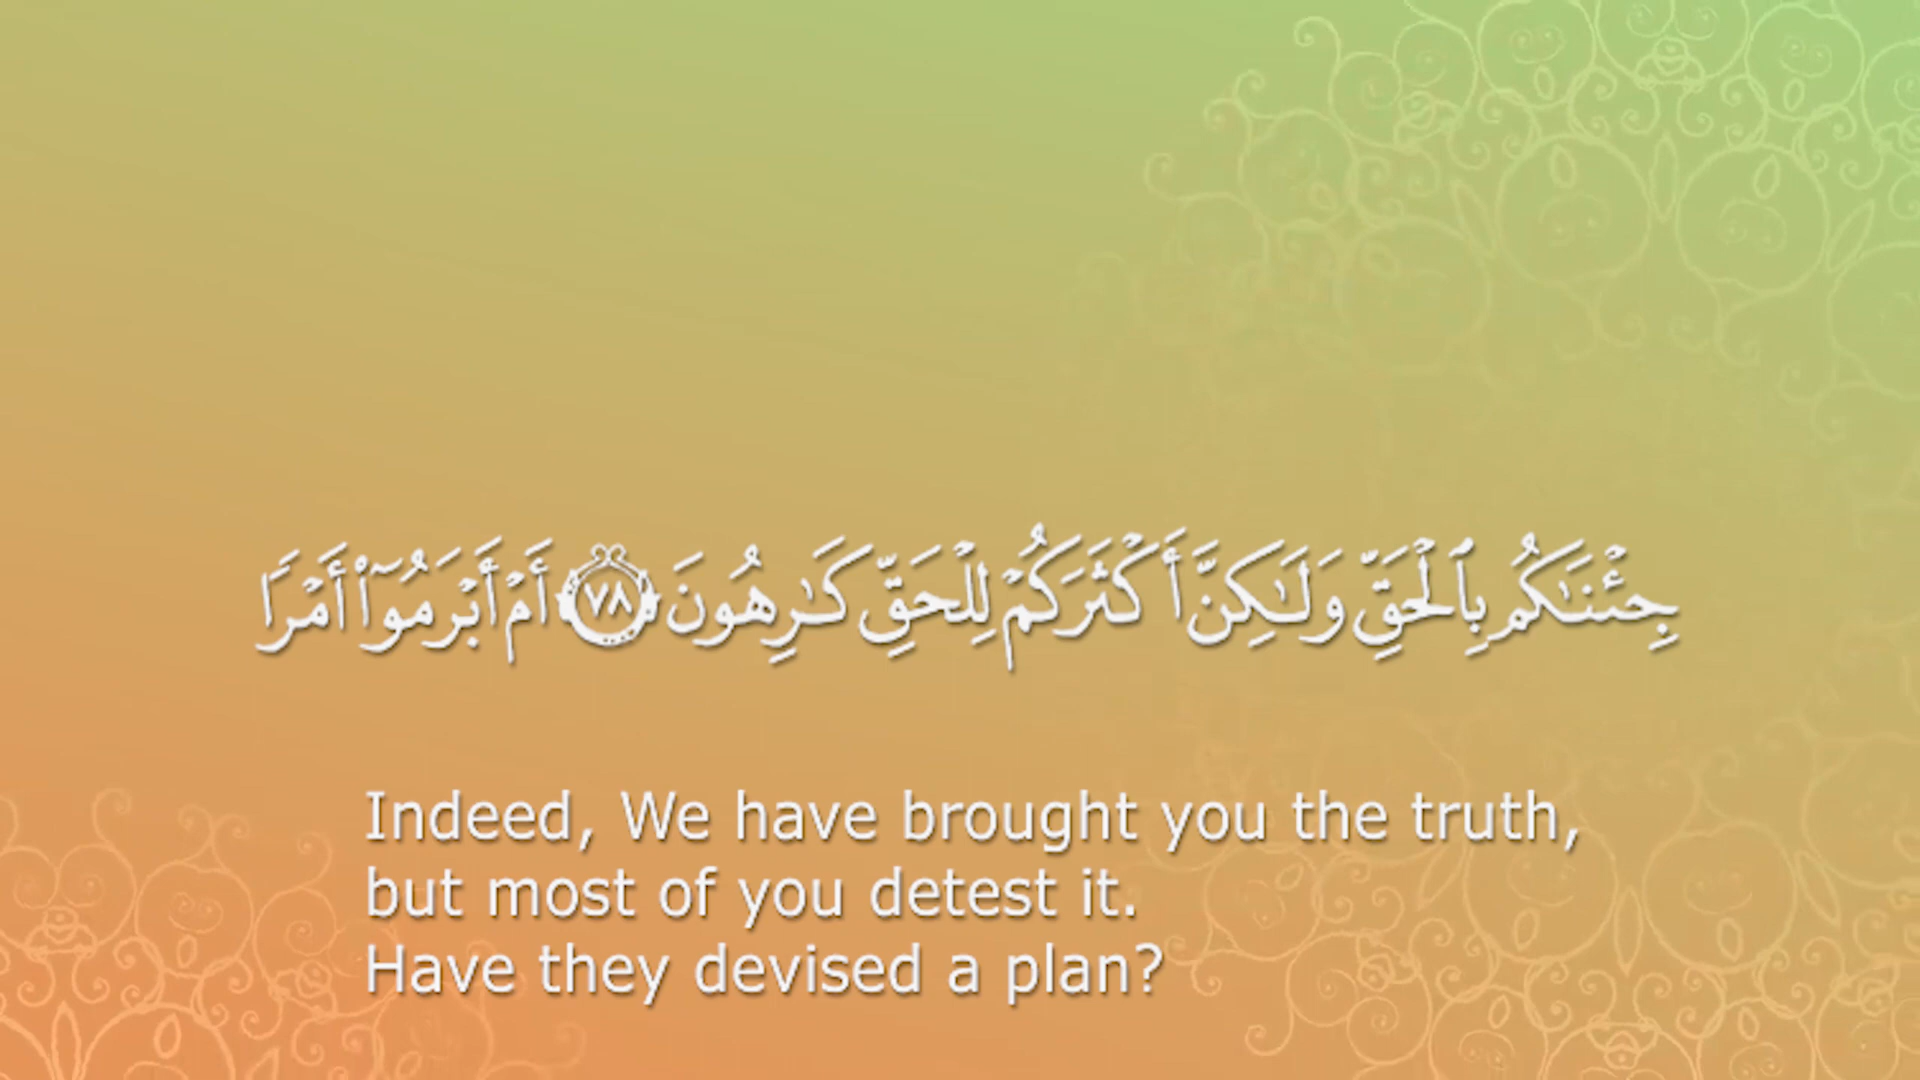 جِئْنَـٰكُم بِٱلْحَقِّ وَلَـٰكِنَّ أَكْثَرَكُمْ لِلْحَقِّ كَـٰرِهُونَ ٧٨ أَمْ أَبْرَمُوٓا۟ أَمْرًا
Indeed, We have brought you the truth,
but most of you detest it.
Have they devised a plan?